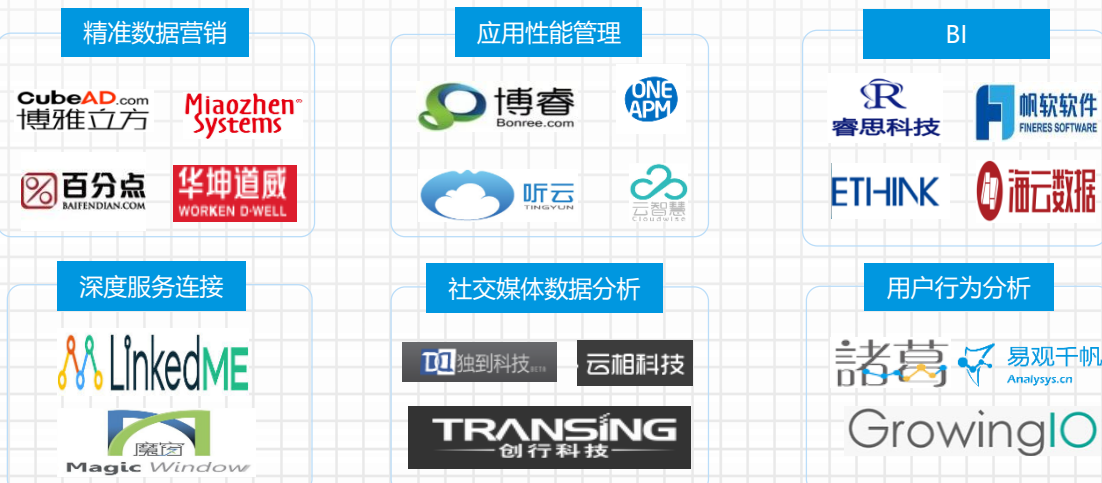 精准数据营销
CubeAD.com
博雅立方
Miaozhen
Systems
百分点
BAIFENDIAN.COM
华坤道威
WORKEN D-WELL
应用性能管理
博睿
Bonree.com
ONE
APM
听云
TINGYUN
云智慧
Cloudwise
BI
R
睿思科技
帆软软件
FINERES SOFTWARE
ETHINK
海云数据
深度服务连接
LinkedME
魔窗
Magic Window
社交媒体数据分析
独到科技BETA
云相科技
TRANSING
创行科技
用户行为分析
諸葛
易观千帆
Analysys.cn
GrowingIO